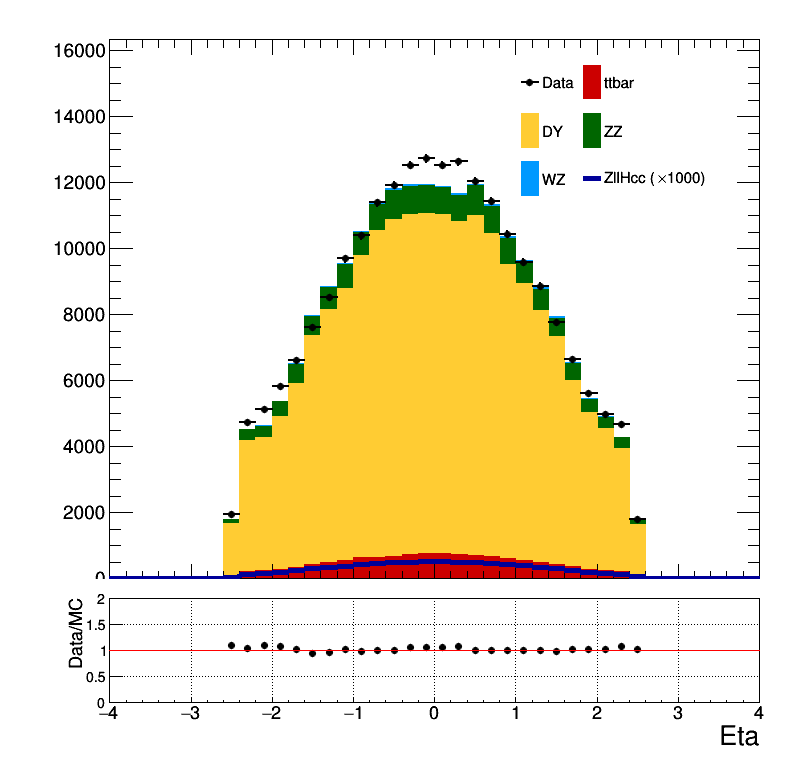 16000
14000
12000
10000
8000
6000
4000
2000
0
Data
ttbar
DY
ZZ
WZ
ZllHcc (×1000)
Data/MC
2
1.5
1
0.5
0
−4 −3 −2 −1 0 1 2 3 4
Eta